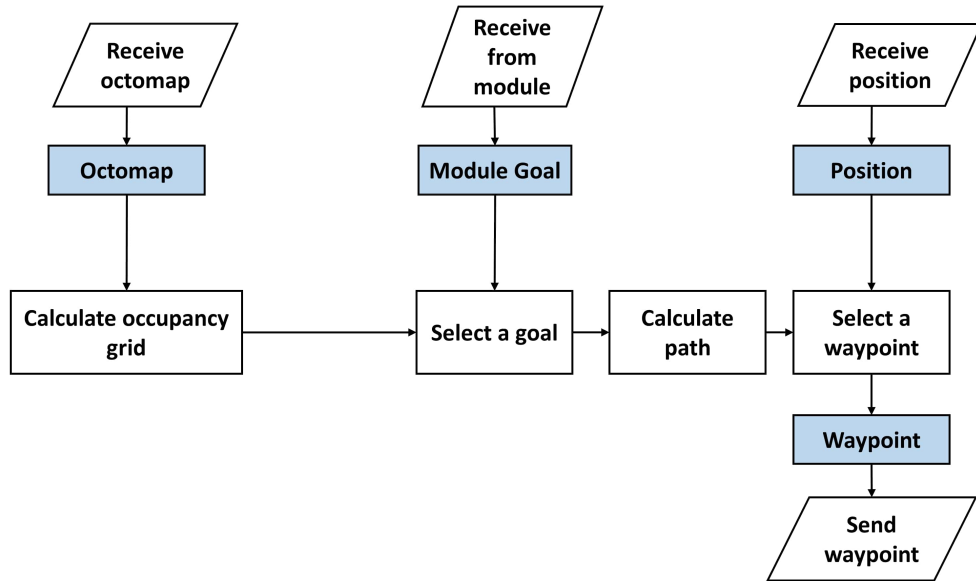 Receive
octomap
Receive
from
module
Receive
position
Octomap
Module Goal
Position
Calculate occupancy
grid
Select a goal
Calculate
path
Select a
waypoint
Waypoint
Send
waypoint